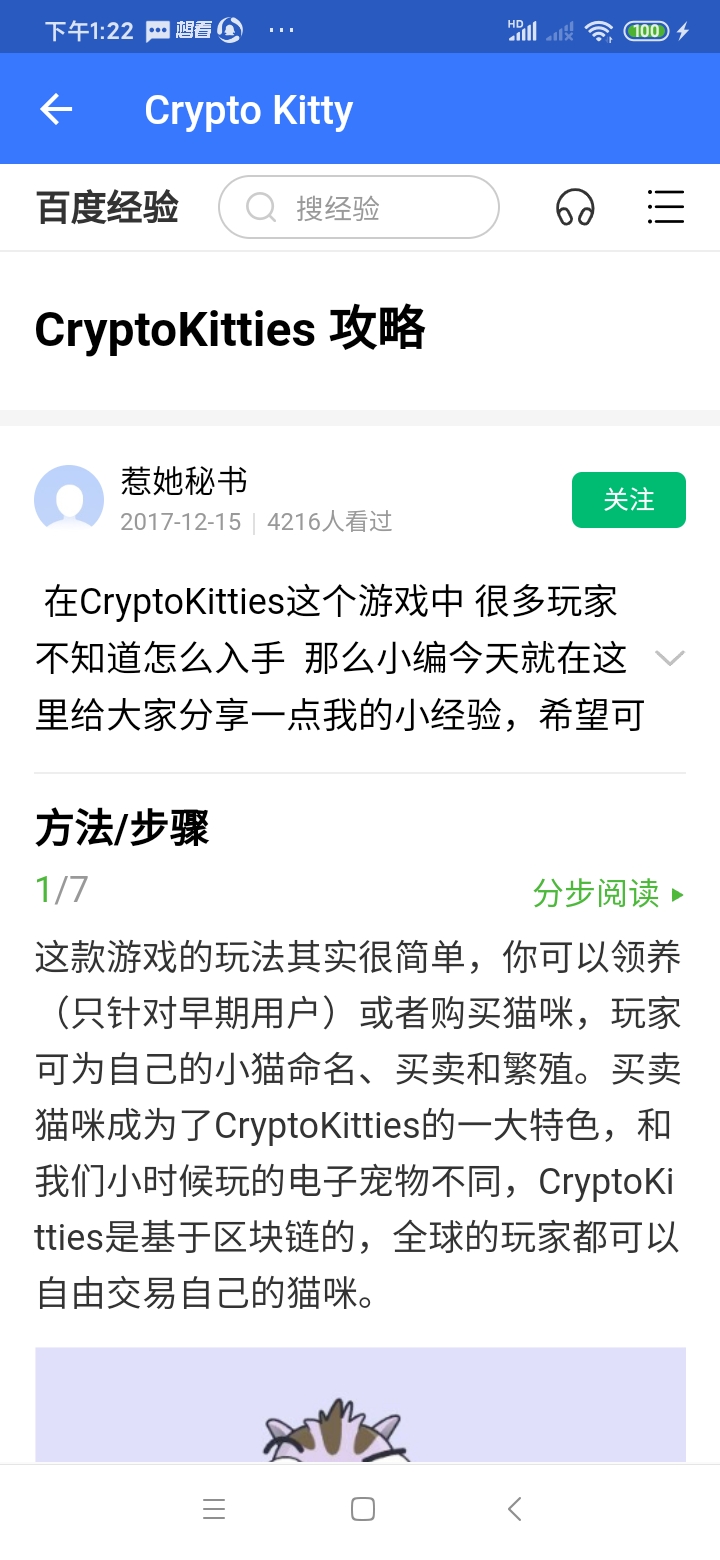 下午1:22 想看 ... HD 100
Crypto Kitty
百度经验 搜经验
CryptoKitties 攻略
惹她秘书
2017-12-15 | 4216人看过
关注
在CryptoKitties这个游戏中 很多玩家
不知道怎么入手 那么小编今天就在这
里给大家分享一点我的小经验，希望可
方法/步骤
1/7 分步阅读
这款游戏的玩法其实很简单，你可以领养
（只针对早期用户）或者购买猫咪，玩家
可为自己的小猫命名、买卖和繁殖。买卖
猫咪成为了CryptoKitties的一大特色，和
我们小时候玩的电子宠物不同，CryptoKi
tties是基于区块链的，全球的玩家都可以
自由交易自己的猫咪。